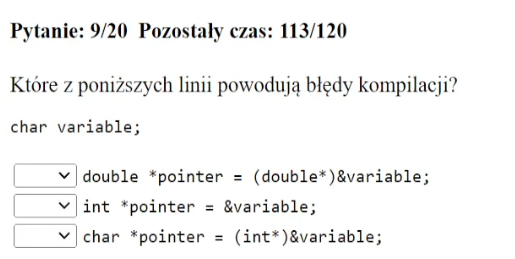 Pytanie: 9/20 Pozostały czas: 113/120
Które z poniższych linii powodują błędy kompilacji?
char variable;
double *pointer = (double*)&variable;
int *pointer = &variable;
char *pointer = (int*)&variable;